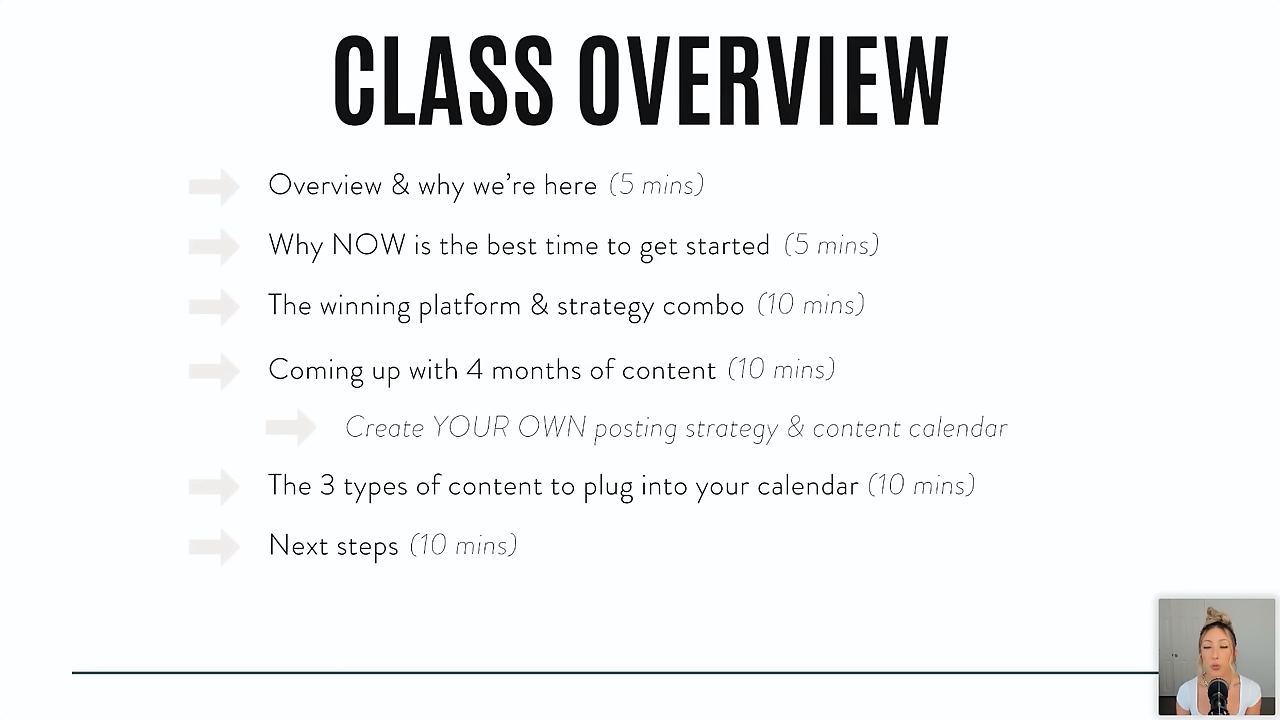 CLASS OVERVIEW
Overview & why we’re here (5 mins)
Why NOW is the best time to get started (5 mins)
The winning platform & strategy combo (10 mins)
Coming up with 4 months of content (10 mins)
Create YOUR OWN posting strategy & content calendar
The 3 types of content to plug into your calendar (10 mins)
Next steps (10 mins)